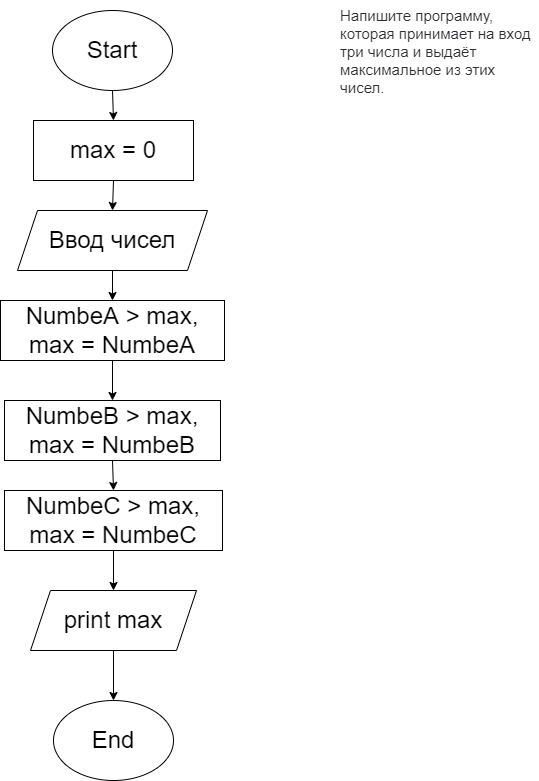 Start
max = 0
Ввод чисел
NumbeA > max,
max = NumbeA
NumbeB > max,
max = NumbeB
NumbeC > max,
max = NumbeC
print max
End
Напишите программу,
которая принимает на вход
три числа и выдаёт
максимальное из этих
чисел.